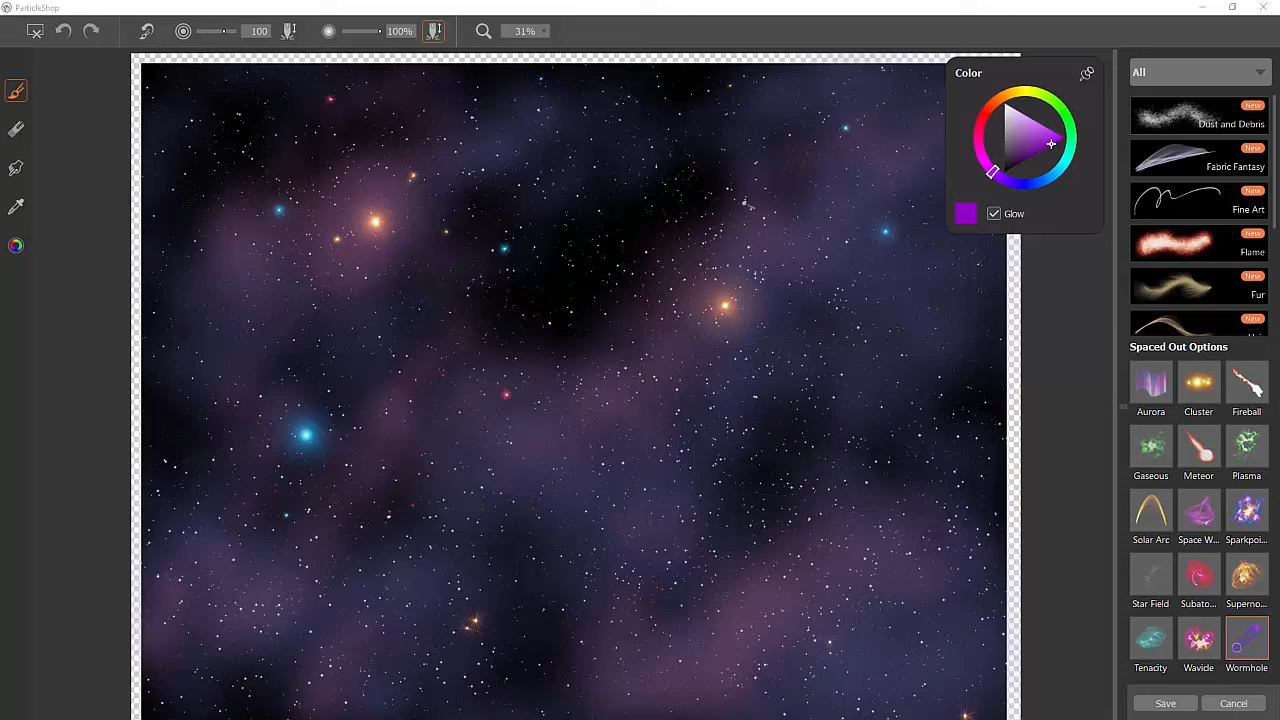 ParticleShop
100
100%
31%
Color
Glow
All
New
Dust and Debris
New
Fabric Fantasy
New
Fine Art
New
Flame
New
Fur
New
Spaced Out Options
Aurora Cluster Fireball
Gaseous Meteor Plasma
Solar Arc Space W... Sparkpoi...
Star Field Subato... Superno...
Tenacity Wavide Wormhole
Save Cancel